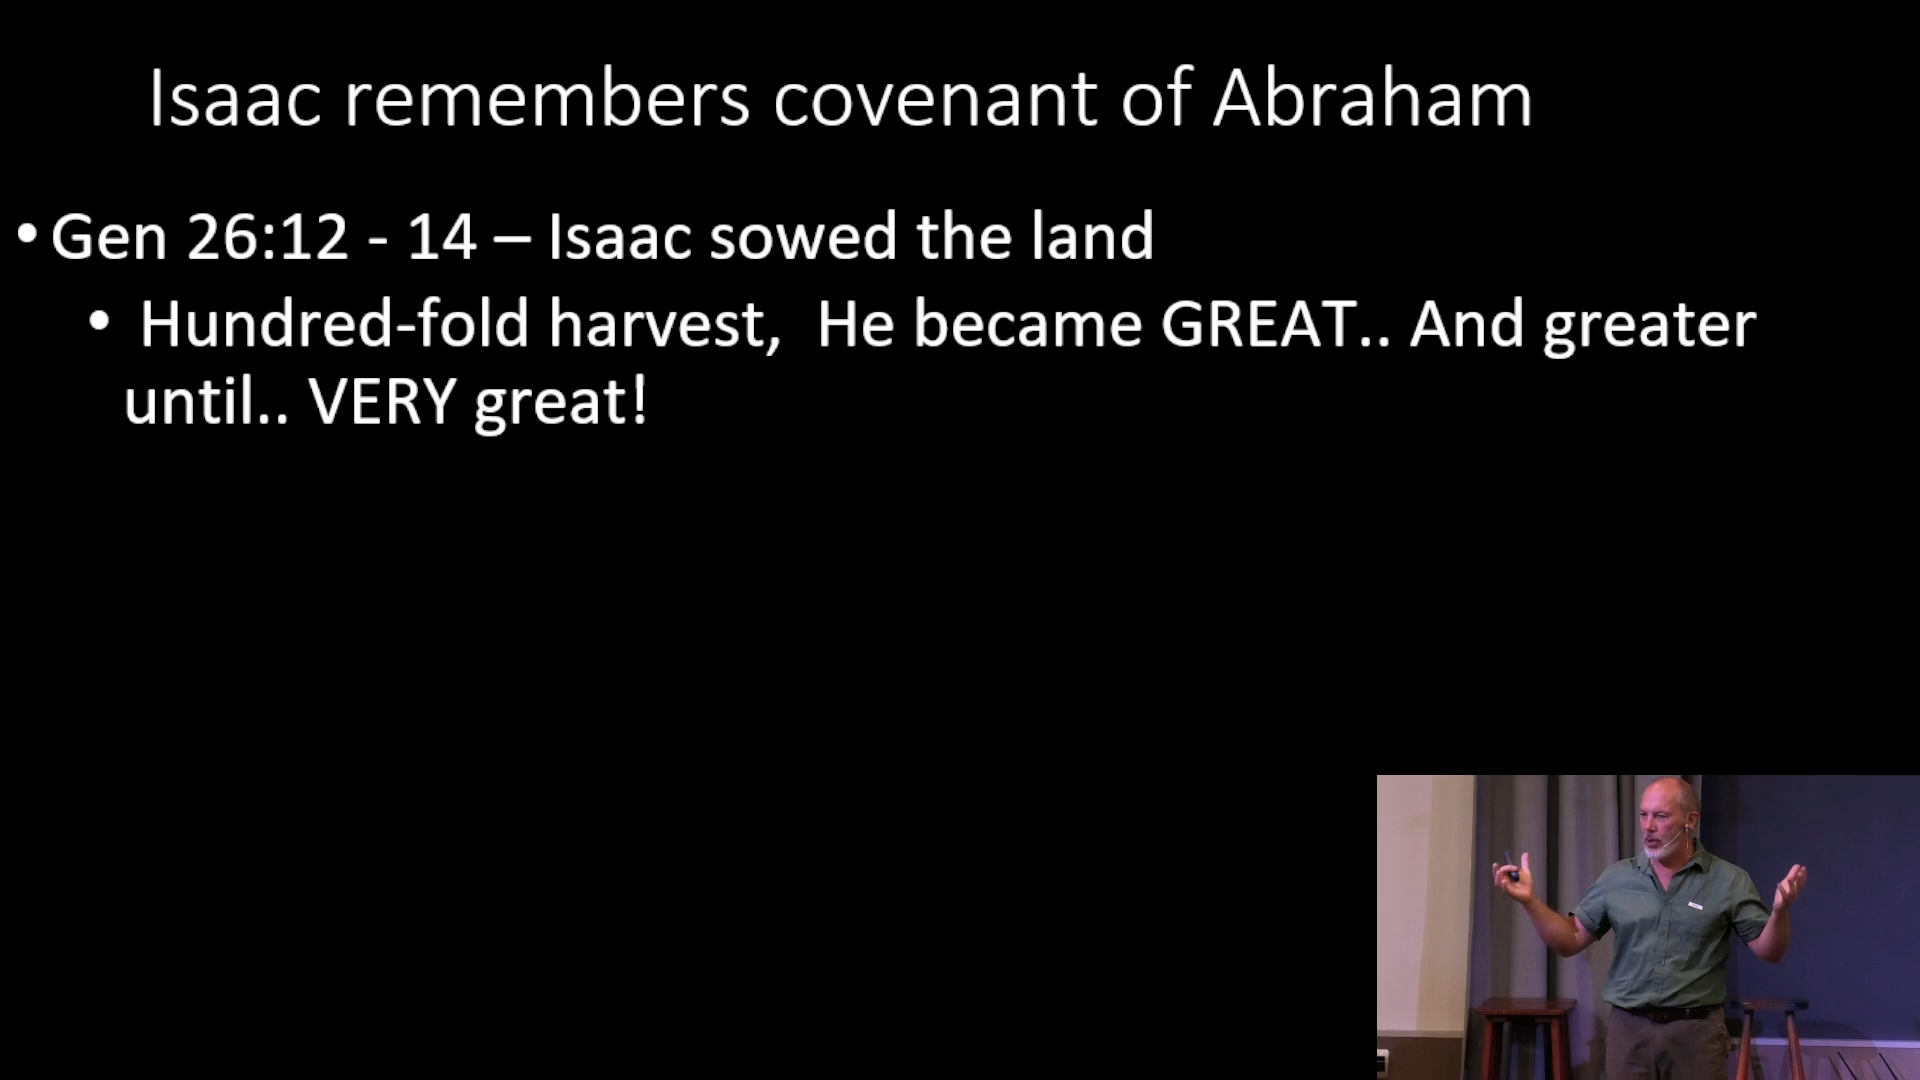 Isaac remembers covenant of Abraham
• Gen 26:12 - 14 – Isaac sowed the land
• Hundred-fold harvest,  He became GREAT.. And greater
until.. VERY great!